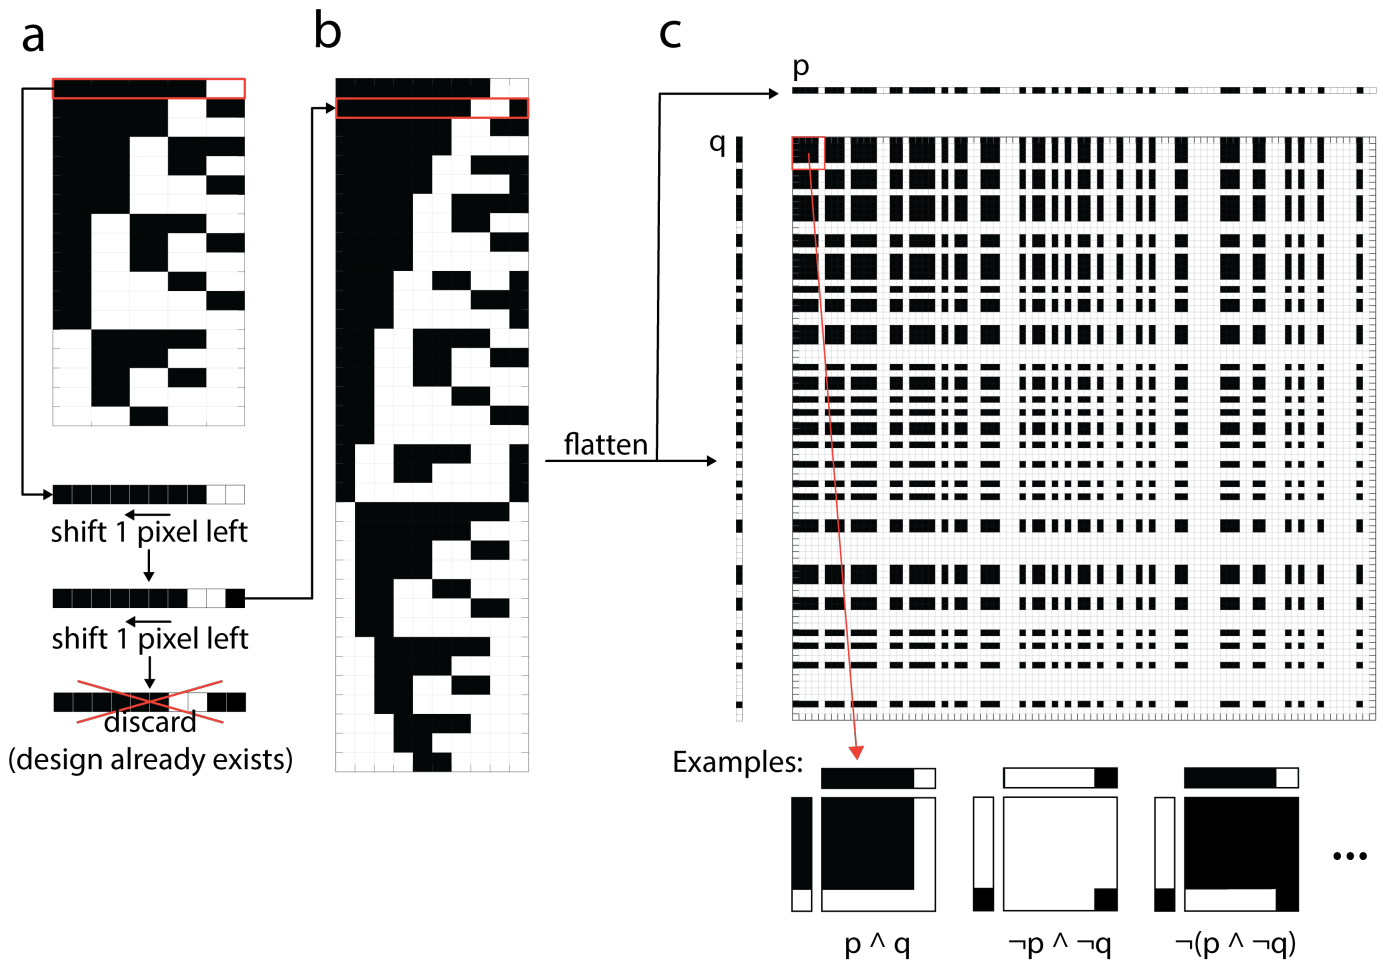 a
b
c
p
q
flatten
shift 1 pixel left
shift 1 pixel left
discard
(design already exists)
Examples:
p ^ q
¬p ^ ¬q
¬(p ^ ¬q)
•••